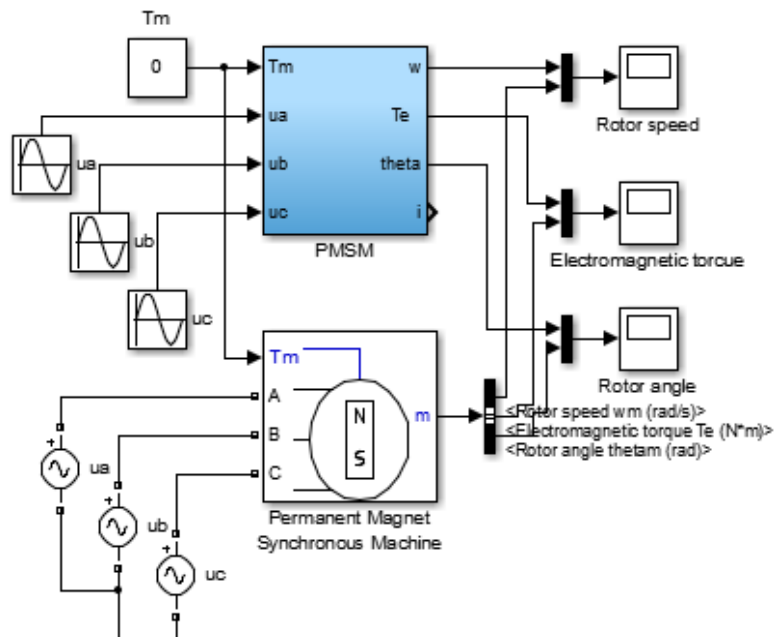 Tm
0
Tm
ua
ub
uc
w
Te
theta
i
PMSM
ua
ub
uc
Rotor speed
Electromagnetic torcue
Rotor angle
Tm
A
B
C
N
S
m
<Rotor speed wm (rad/s)>
<Electromagnetic torque Te (N*m)>
<Rotor angle thetam (rad)>
Permanent Magnet
Synchronous Machine
+
ua
+
ub
+
uc